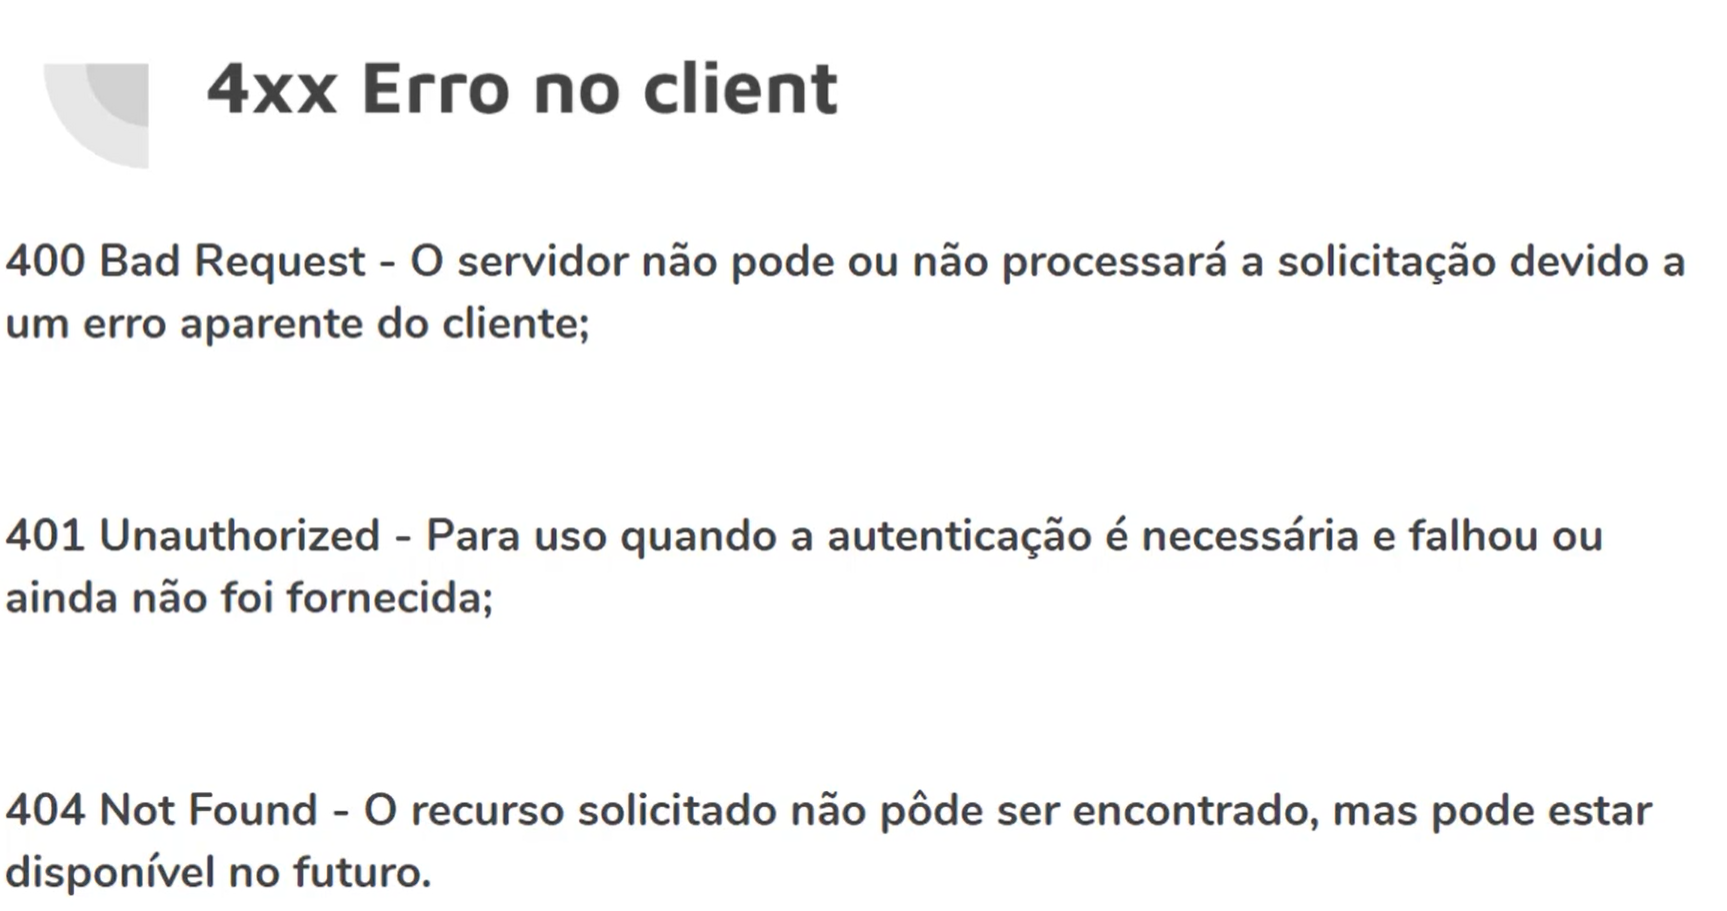 4xx Erro no client
400 Bad Request - O servidor não pode ou não processará a solicitação devido a
um erro aparente do cliente;
401 Unauthorized - Para uso quando a autenticação é necessária e falhou ou
ainda não foi fornecida;
404 Not Found - O recurso solicitado não pôde ser encontrado, mas pode estar
disponível no futuro.